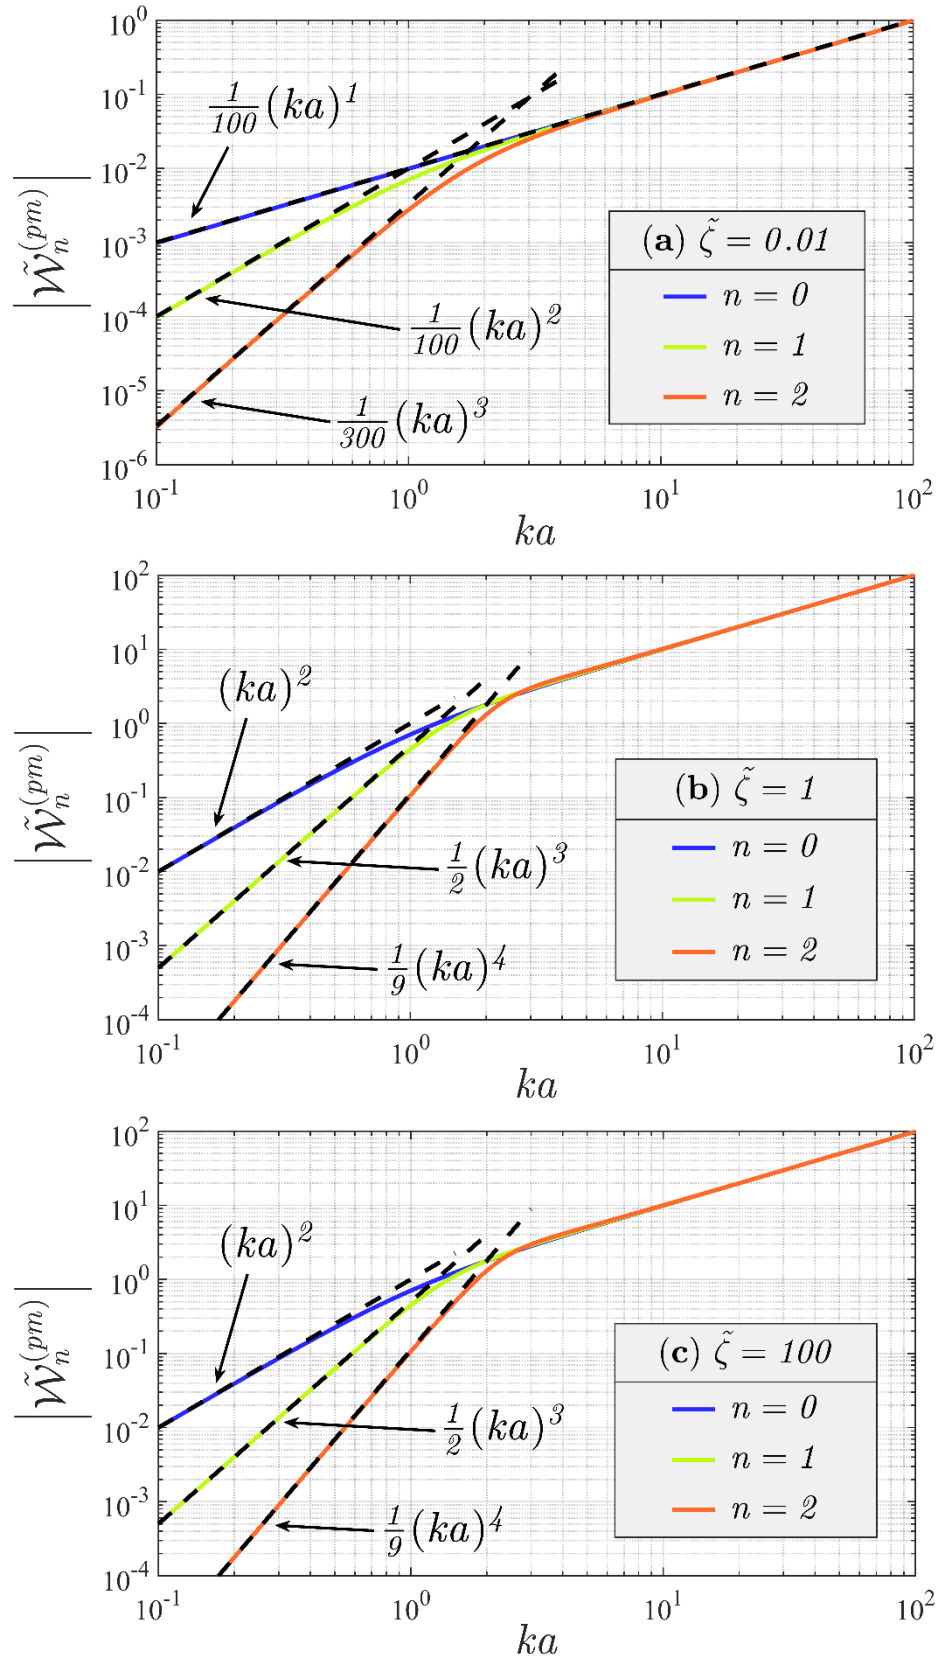 10^0
10^-1
10^-2
10^-3
10^-4
10^-5
10^-6
|𝒲̃_n^(pm)|
1/100 (ka)^1
1/100 (ka)^2
1/300 (ka)^3
(a) ζ̃ = 0.01
n = 0
n = 1
n = 2
10^-1 10^0 10^1 10^2
ka
10^2
10^1
10^0
10^-1
10^-2
10^-3
10^-4
|𝒲̃_n^(pm)|
(ka)^2
1/2 (ka)^3
1/9 (ka)^4
(b) ζ̃ = 1
n = 0
n = 1
n = 2
10^-1 10^0 10^1 10^2
ka
10^2
10^1
10^0
10^-1
10^-2
10^-3
10^-4
|𝒲̃_n^(pm)|
(ka)^2
1/2 (ka)^3
1/9 (ka)^4
(c) ζ̃ = 100
n = 0
n = 1
n = 2
10^-1 10^0 10^1 10^2
ka